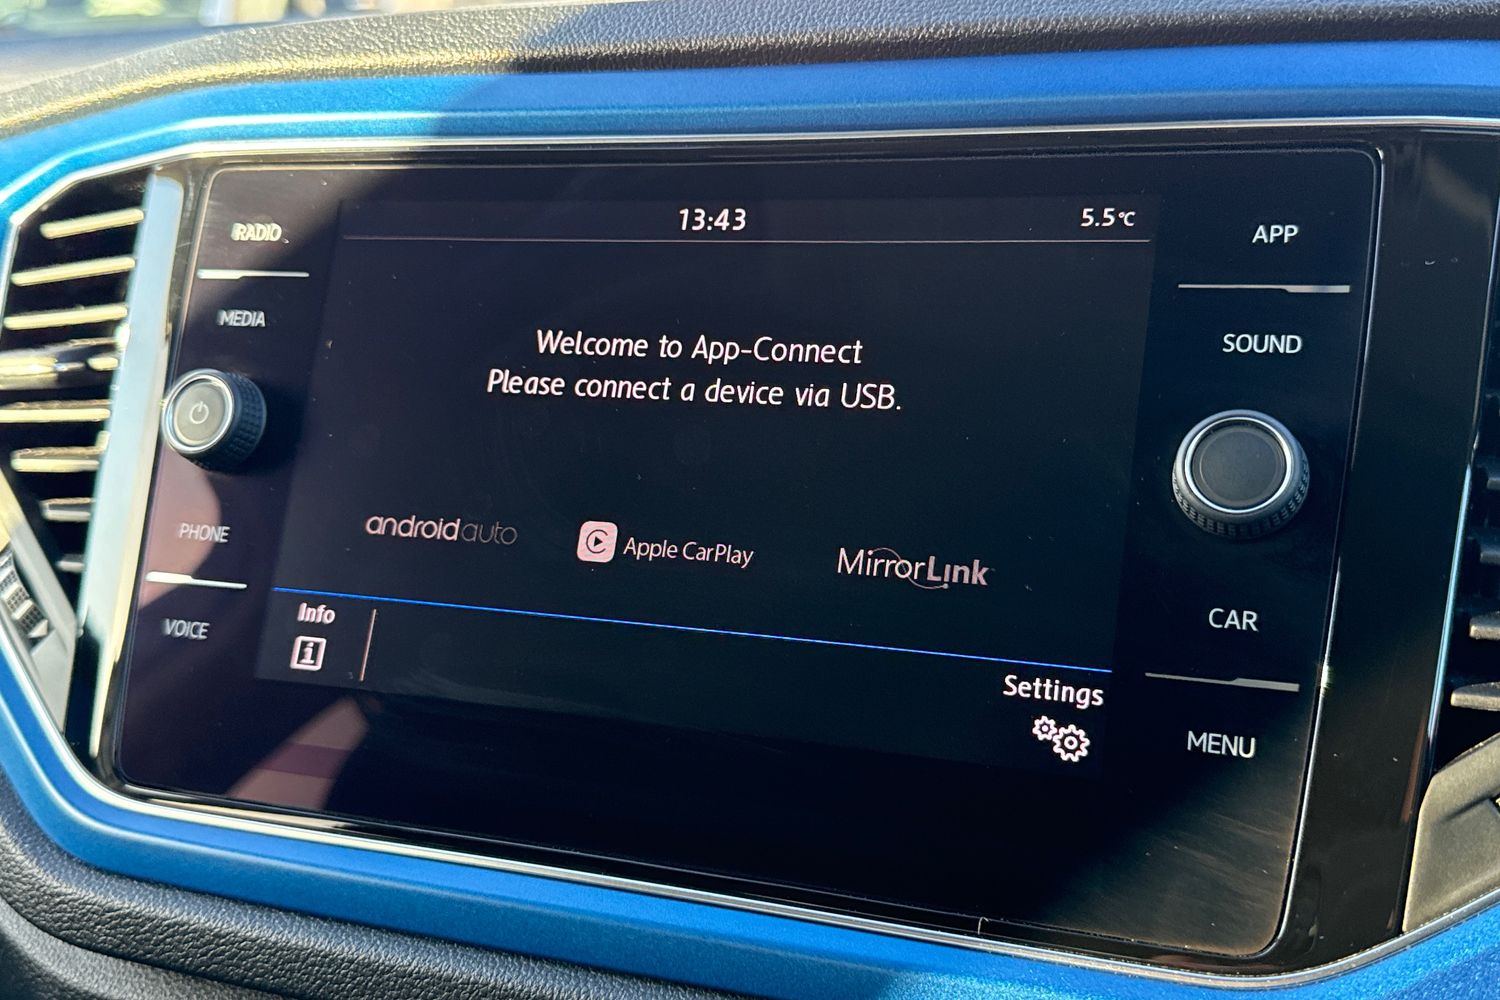 RADIO
MEDIA
PHONE
VOICE
13:43
5.5°C
Welcome to App-Connect
Please connect a device via USB.
androidauto
Apple CarPlay
MirrorLink
Info
i
Settings
APP
SOUND
CAR
MENU